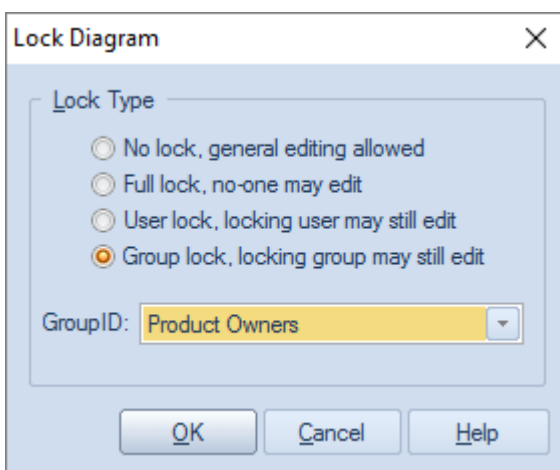 Lock Diagram
Lock Type
No lock, general editing allowed
Full lock, no-one may edit
User lock, locking user may still edit
Group lock, locking group may still edit
GroupID: Product Owners
OK Cancel Help